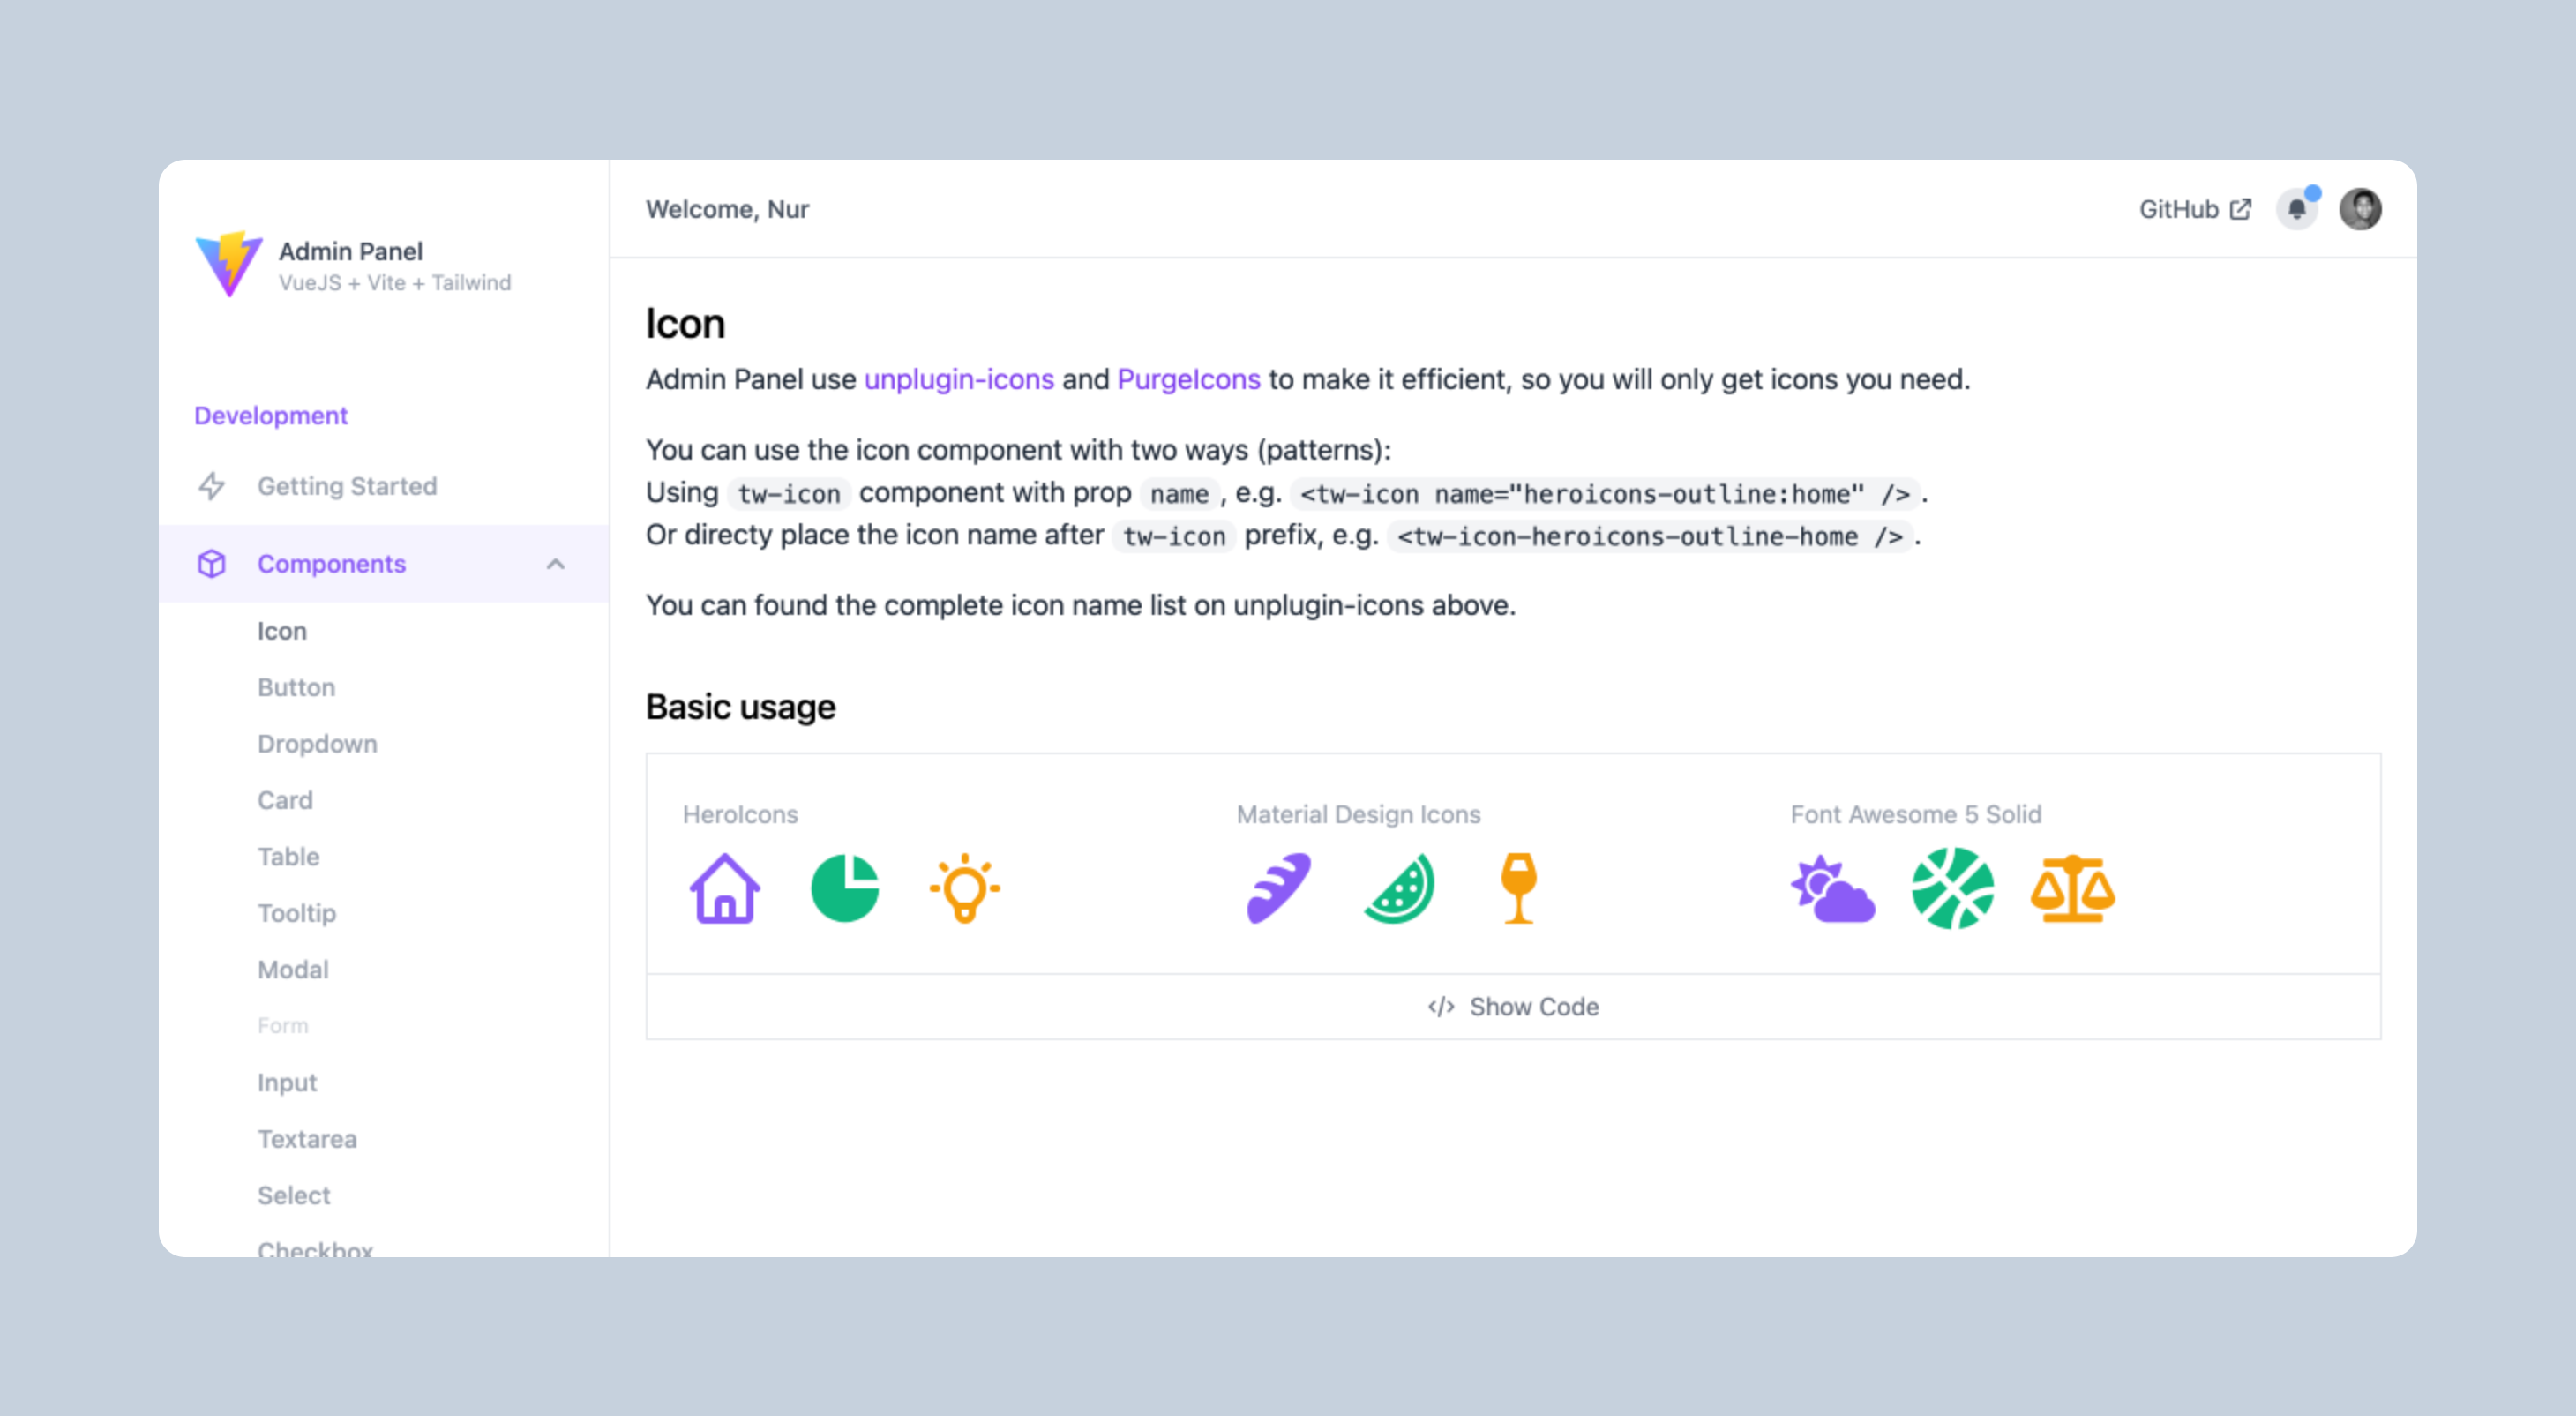 Admin Panel
VueJS + Vite + Tailwind
Development
Getting Started
Components
Icon
Button
Dropdown
Card
Table
Tooltip
Modal
Form
Input
Textarea
Select
Checkbox
Welcome, Nur
GitHub
Icon
Admin Panel use unplugin-icons and PurgeIcons to make it efficient, so you will only get icons you need.
You can use the icon component with two ways (patterns):
Using tw-icon component with prop name , e.g. <tw-icon name="heroicons-outline:home" /> .
Or directy place the icon name after tw-icon prefix, e.g. <tw-icon-heroicons-outline-home /> .
You can found the complete icon name list on unplugin-icons above.
Basic usage
HeroIcons
Material Design Icons
Font Awesome 5 Solid
</> Show Code